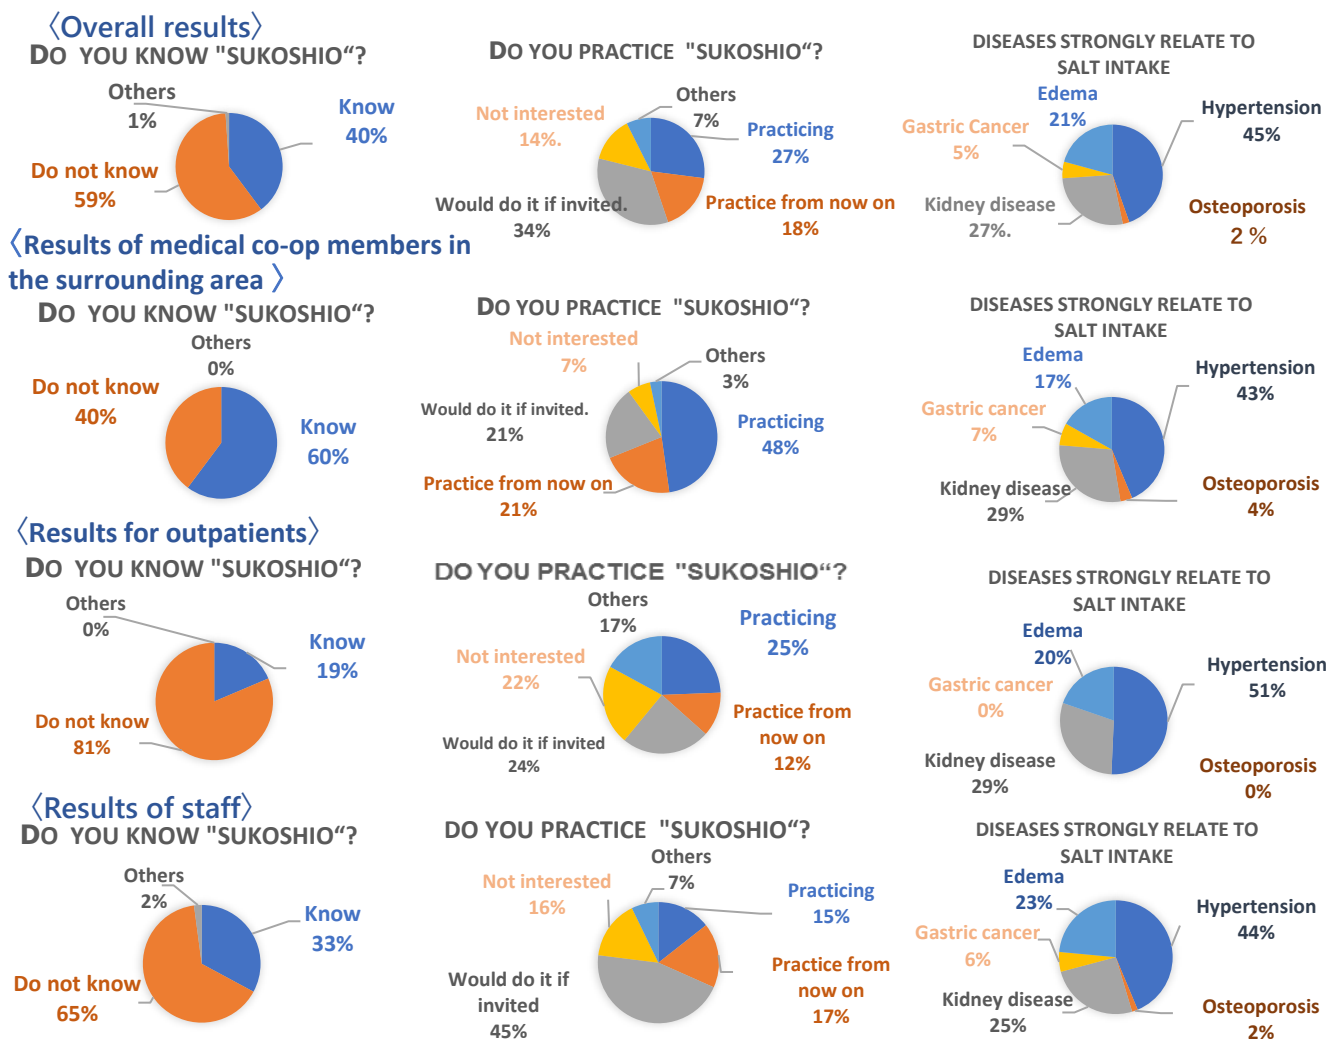 〈Overall results〉
DO YOU KNOW "SUKOSHIO“?
Others
1%
Know
40%
Do not know
59%
DO YOU PRACTICE "SUKOSHIO“?
Others
7%
Not interested
14%.
Practicing
27%
Would do it if invited.
34%
Practice from now on
18%
DISEASES STRONGLY RELATE TO
SALT INTAKE
Edema
21%
Hypertension
45%
Gastric Cancer
5%
Kidney disease
27%.
Osteoporosis
2 %
〈Results of medical co-op members in
the surrounding area 〉
DO YOU KNOW "SUKOSHIO“?
Others
0%
Do not know
40%
Know
60%
DO YOU PRACTICE "SUKOSHIO“?
Not interested
7%
Others
3%
Would do it if invited.
21%
Practicing
48%
Practice from now on
21%
DISEASES STRONGLY RELATE TO
SALT INTAKE
Edema
17%
Hypertension
43%
Gastric cancer
7%
Kidney disease
29%
Osteoporosis
4%
〈Results for outpatients〉
DO YOU KNOW "SUKOSHIO“?
Others
0%
Know
19%
Do not know
81%
DO YOU PRACTICE "SUKOSHIO“?
Others
17%
Practicing
25%
Not interested
22%
Practice from
now on
12%
Would do it if invited
24%
DISEASES STRONGLY RELATE TO
SALT INTAKE
Edema
20%
Hypertension
51%
Gastric cancer
0%
Kidney disease
29%
Osteoporosis
0%
〈Results of staff〉
DO YOU KNOW "SUKOSHIO“?
Others
2%
Know
33%
Do not know
65%
DO YOU PRACTICE "SUKOSHIO“?
Others
7%
Not interested
16%
Practicing
15%
Would do it if
invited
45%
Practice from
now on
17%
DISEASES STRONGLY RELATE TO
SALT INTAKE
Edema
23%
Hypertension
44%
Gastric cancer
6%
Kidney disease
25%
Osteoporosis
2%